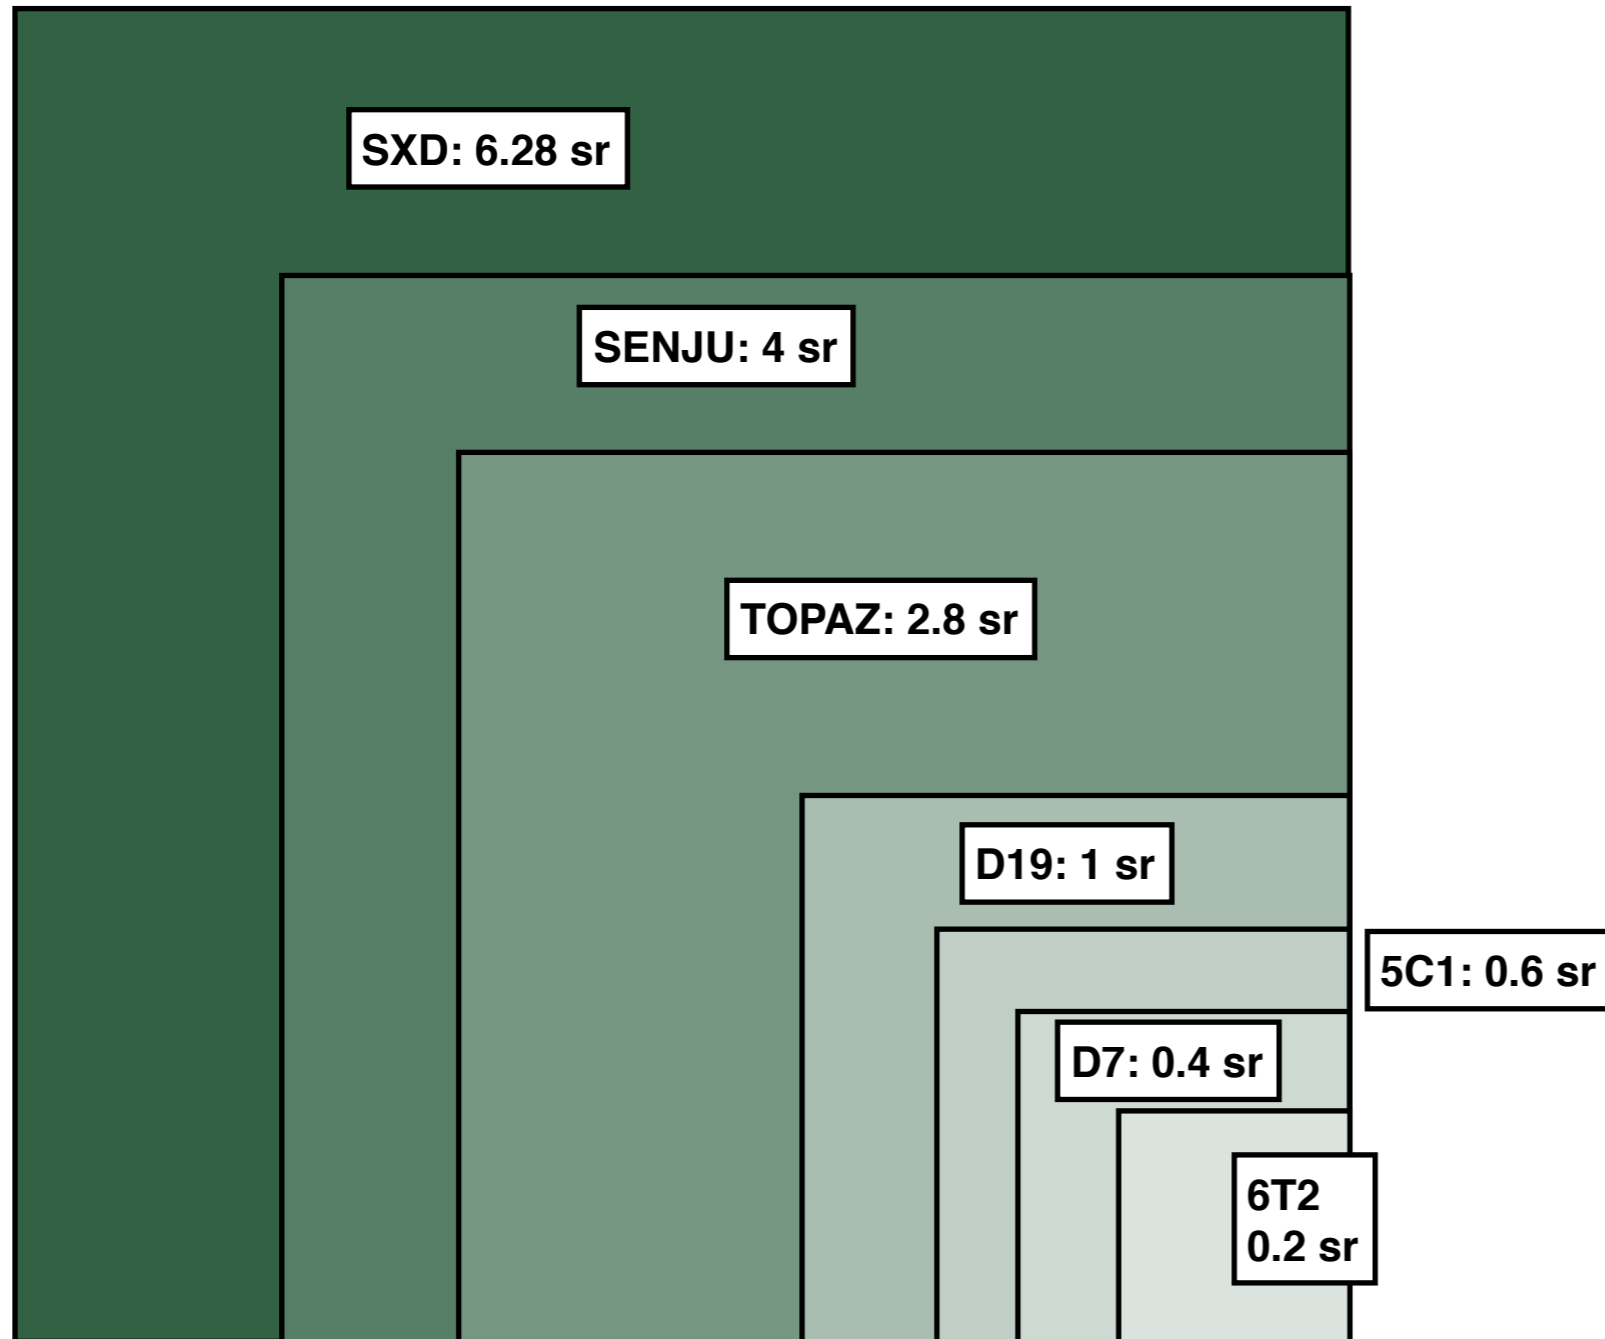 SXD: 6.28 sr
SENJU: 4 sr
TOPAZ: 2.8 sr
D19: 1 sr
5C1: 0.6 sr
D7: 0.4 sr
6T2
0.2 sr